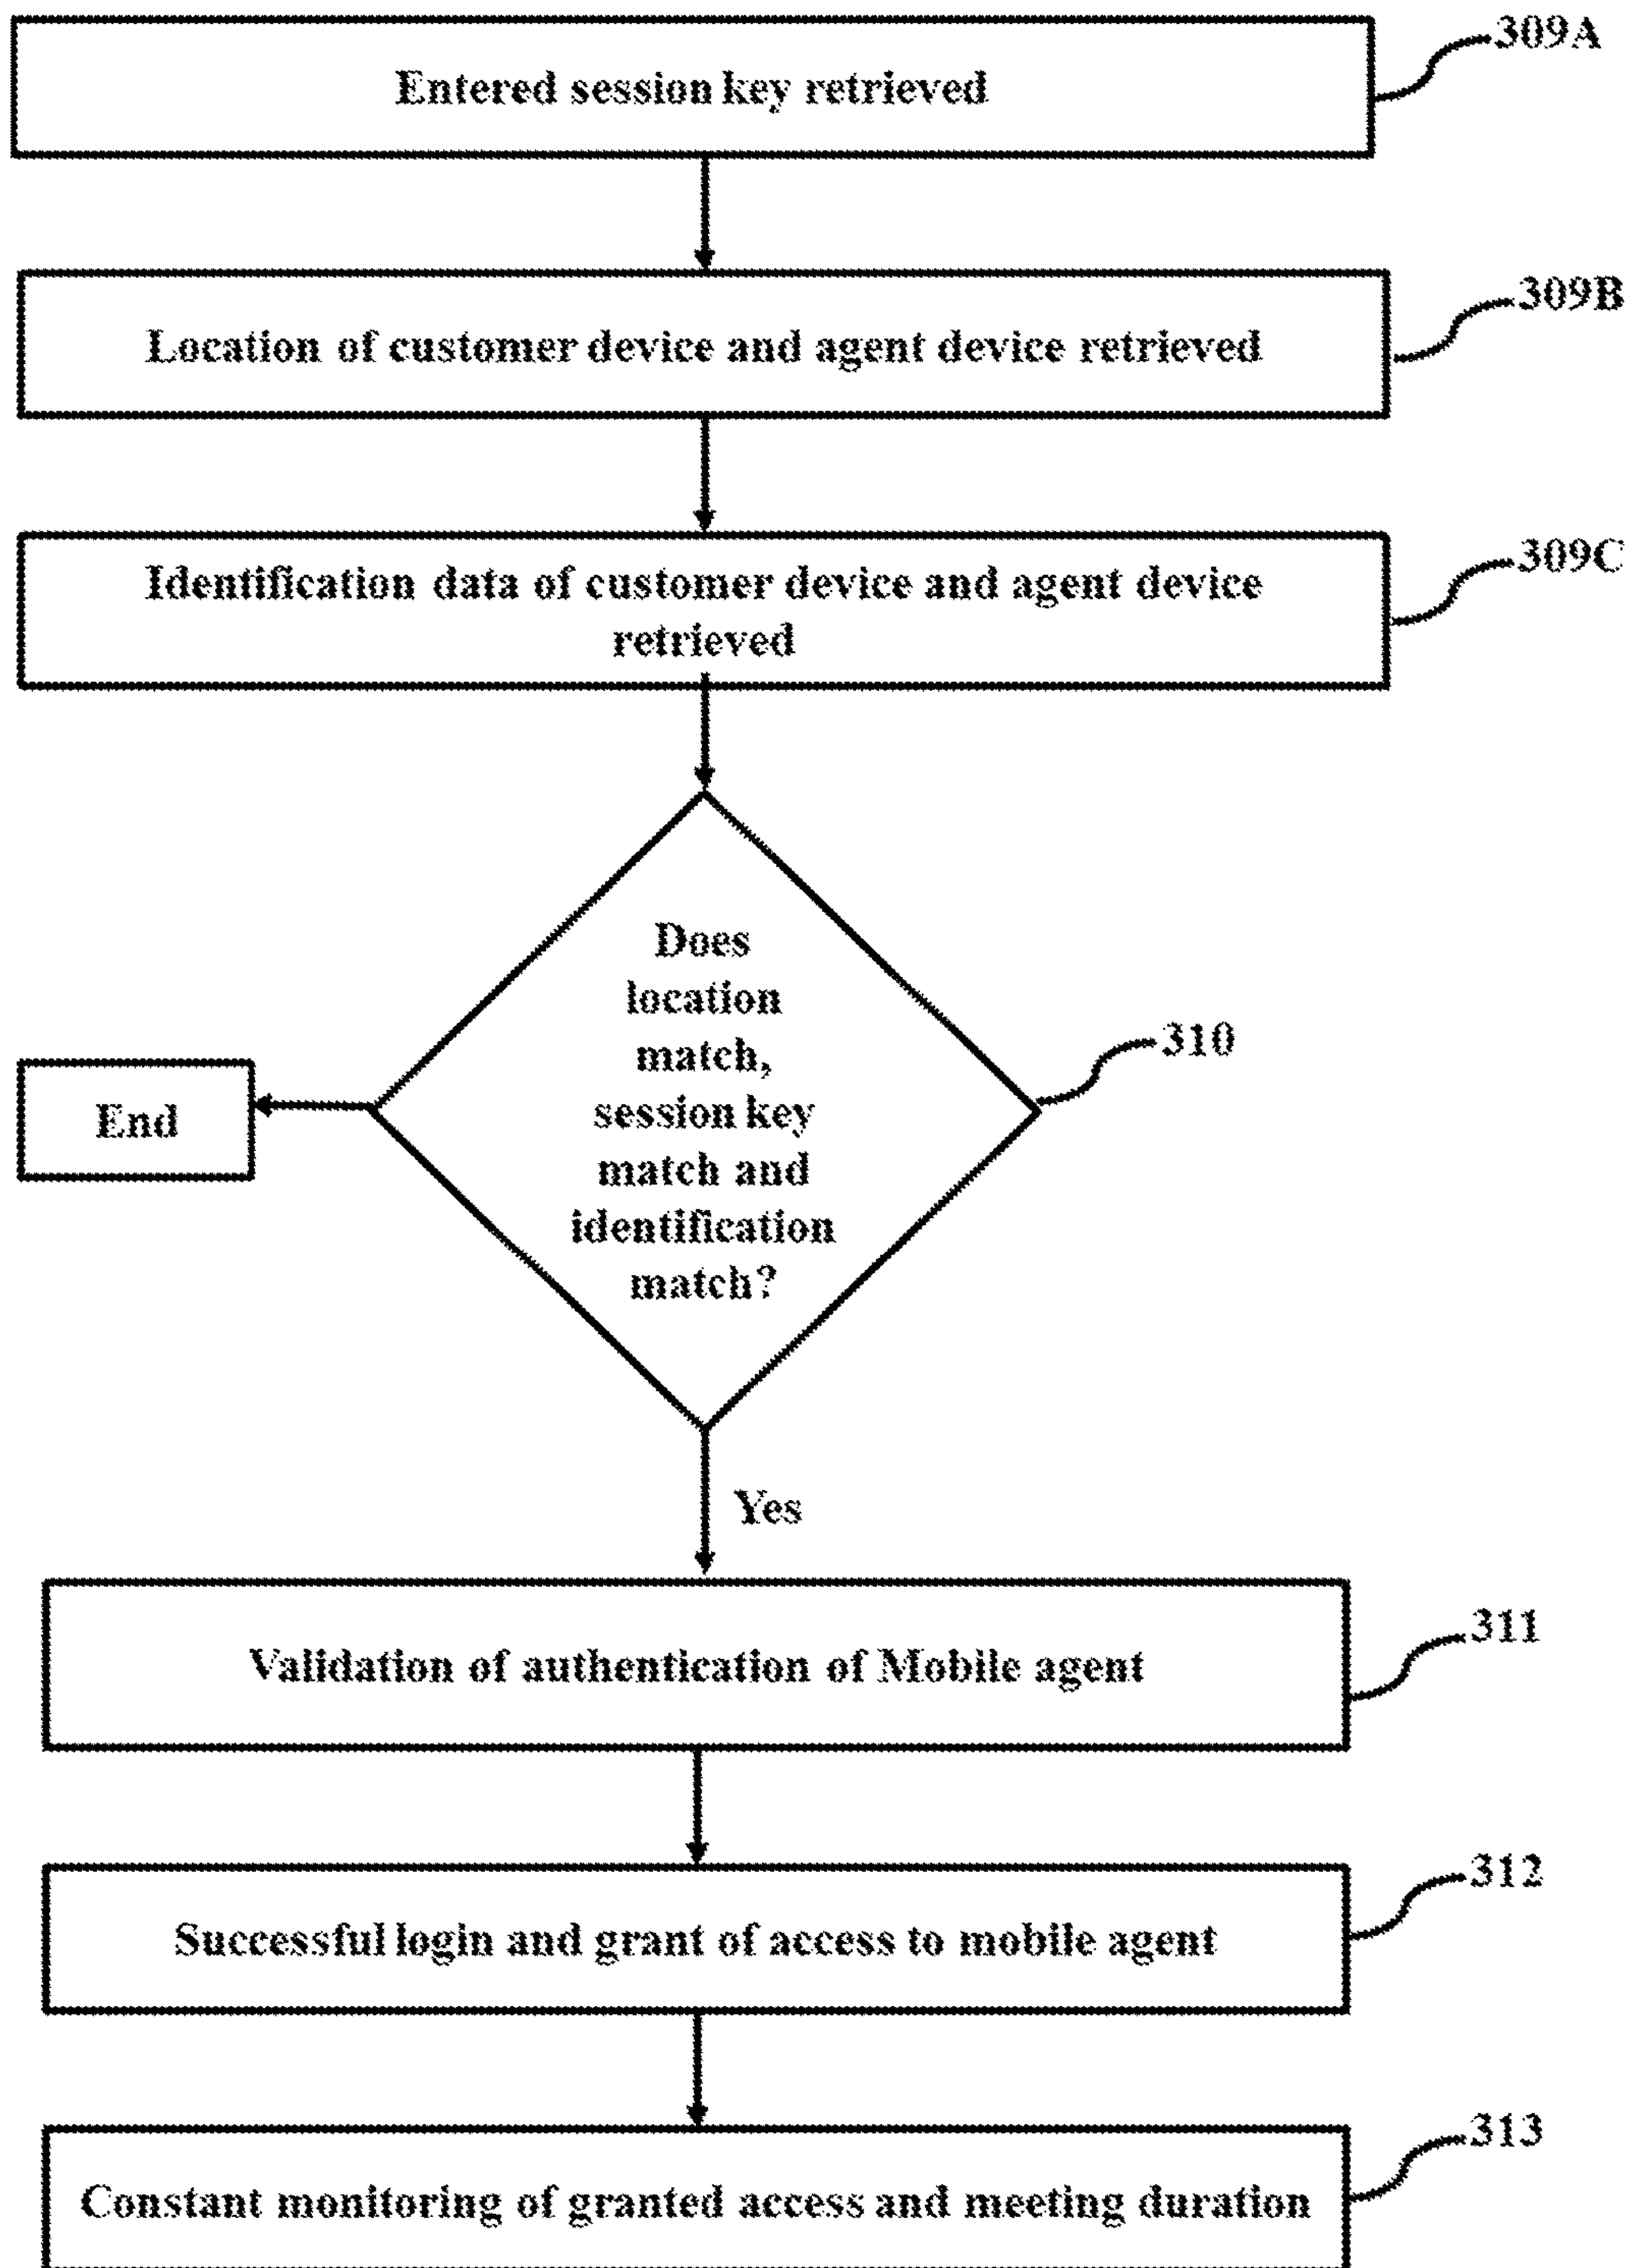 309A
Entered session key retrieved
309B
Location of customer device and agent device retrieved
309C
Identification data of customer device and agent device
retrieved
Does
location
match,
session key
match and
identification
match?
310
End
Yes
311
Validation of authentication of Mobile agent
312
Successful login and grant of access to mobile agent
313
Constant monitoring of granted access and meeting duration